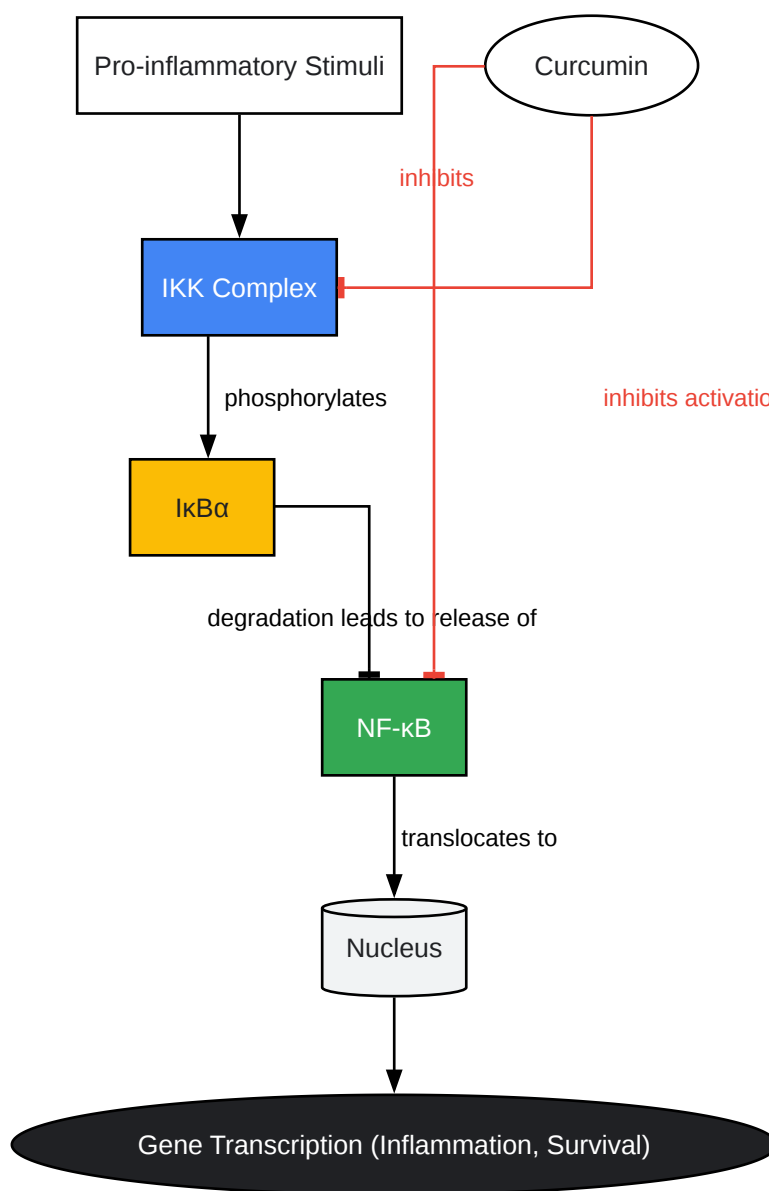 Pro-inflammatory Stimuli
Curcumin
inhibits
IKK Complex
phosphorylates
inhibits activatio
IκBα
degradation leads to release of
NF-κB
translocates to
Nucleus
Gene Transcription (Inflammation, Survival)